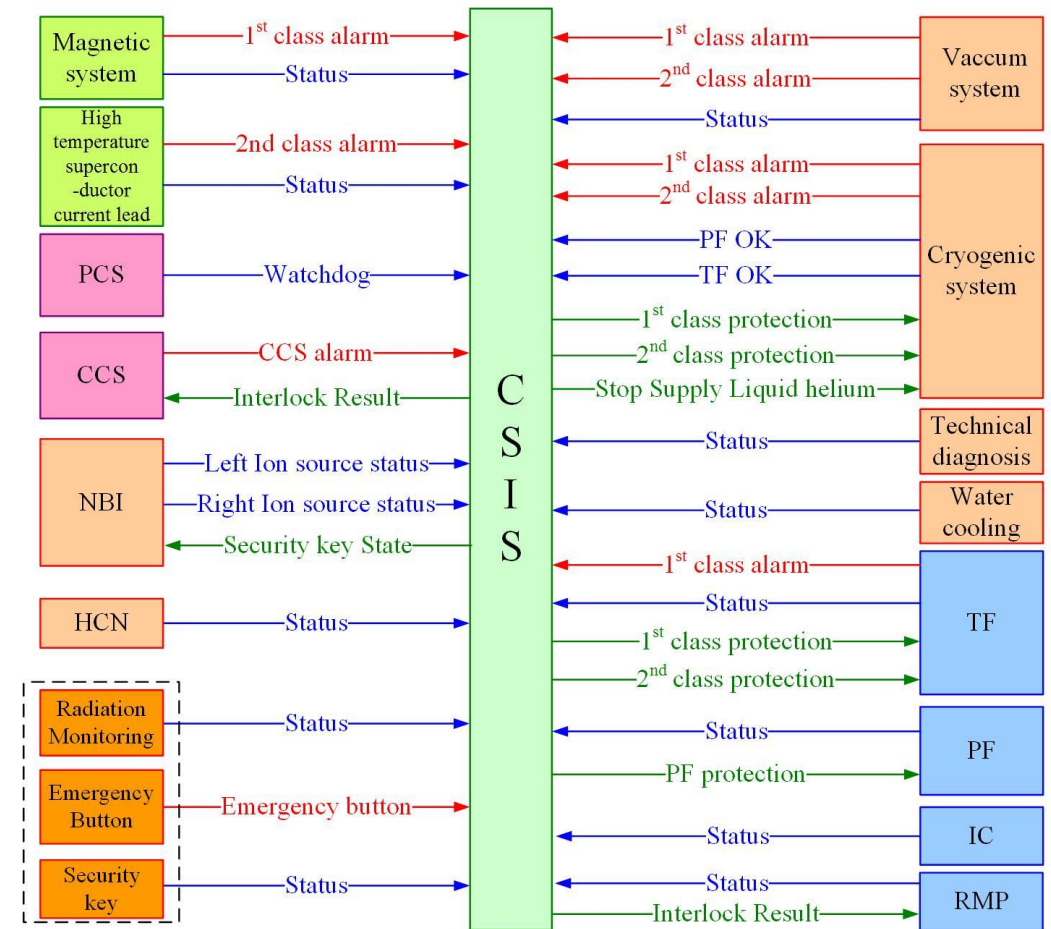 Magnetic
system
1st class alarm
Status
High
temperature
supercon
-ductor
current lead
2nd class alarm
Status
PCS
Watchdog
CCS
CCS alarm
Interlock Result
NBI
Left Ion source status
Right Ion source status
Security key State
HCN
Status
Radiation
Monitoring
Status
Emergency
Button
Emergency button
Security
key
Status
C
S
I
S
1st class alarm
2nd class alarm
Status
Vaccum
system
1st class alarm
2nd class alarm
PF OK
TF OK
1st class protection
2nd class protection
Stop Supply Liquid helium
Cryogenic
system
Status
Technical
diagnosis
Status
Water
cooling
1st class alarm
Status
1st class protection
2nd class protection
TF
Status
PF protection
PF
Status
IC
Status
Interlock Result
RMP